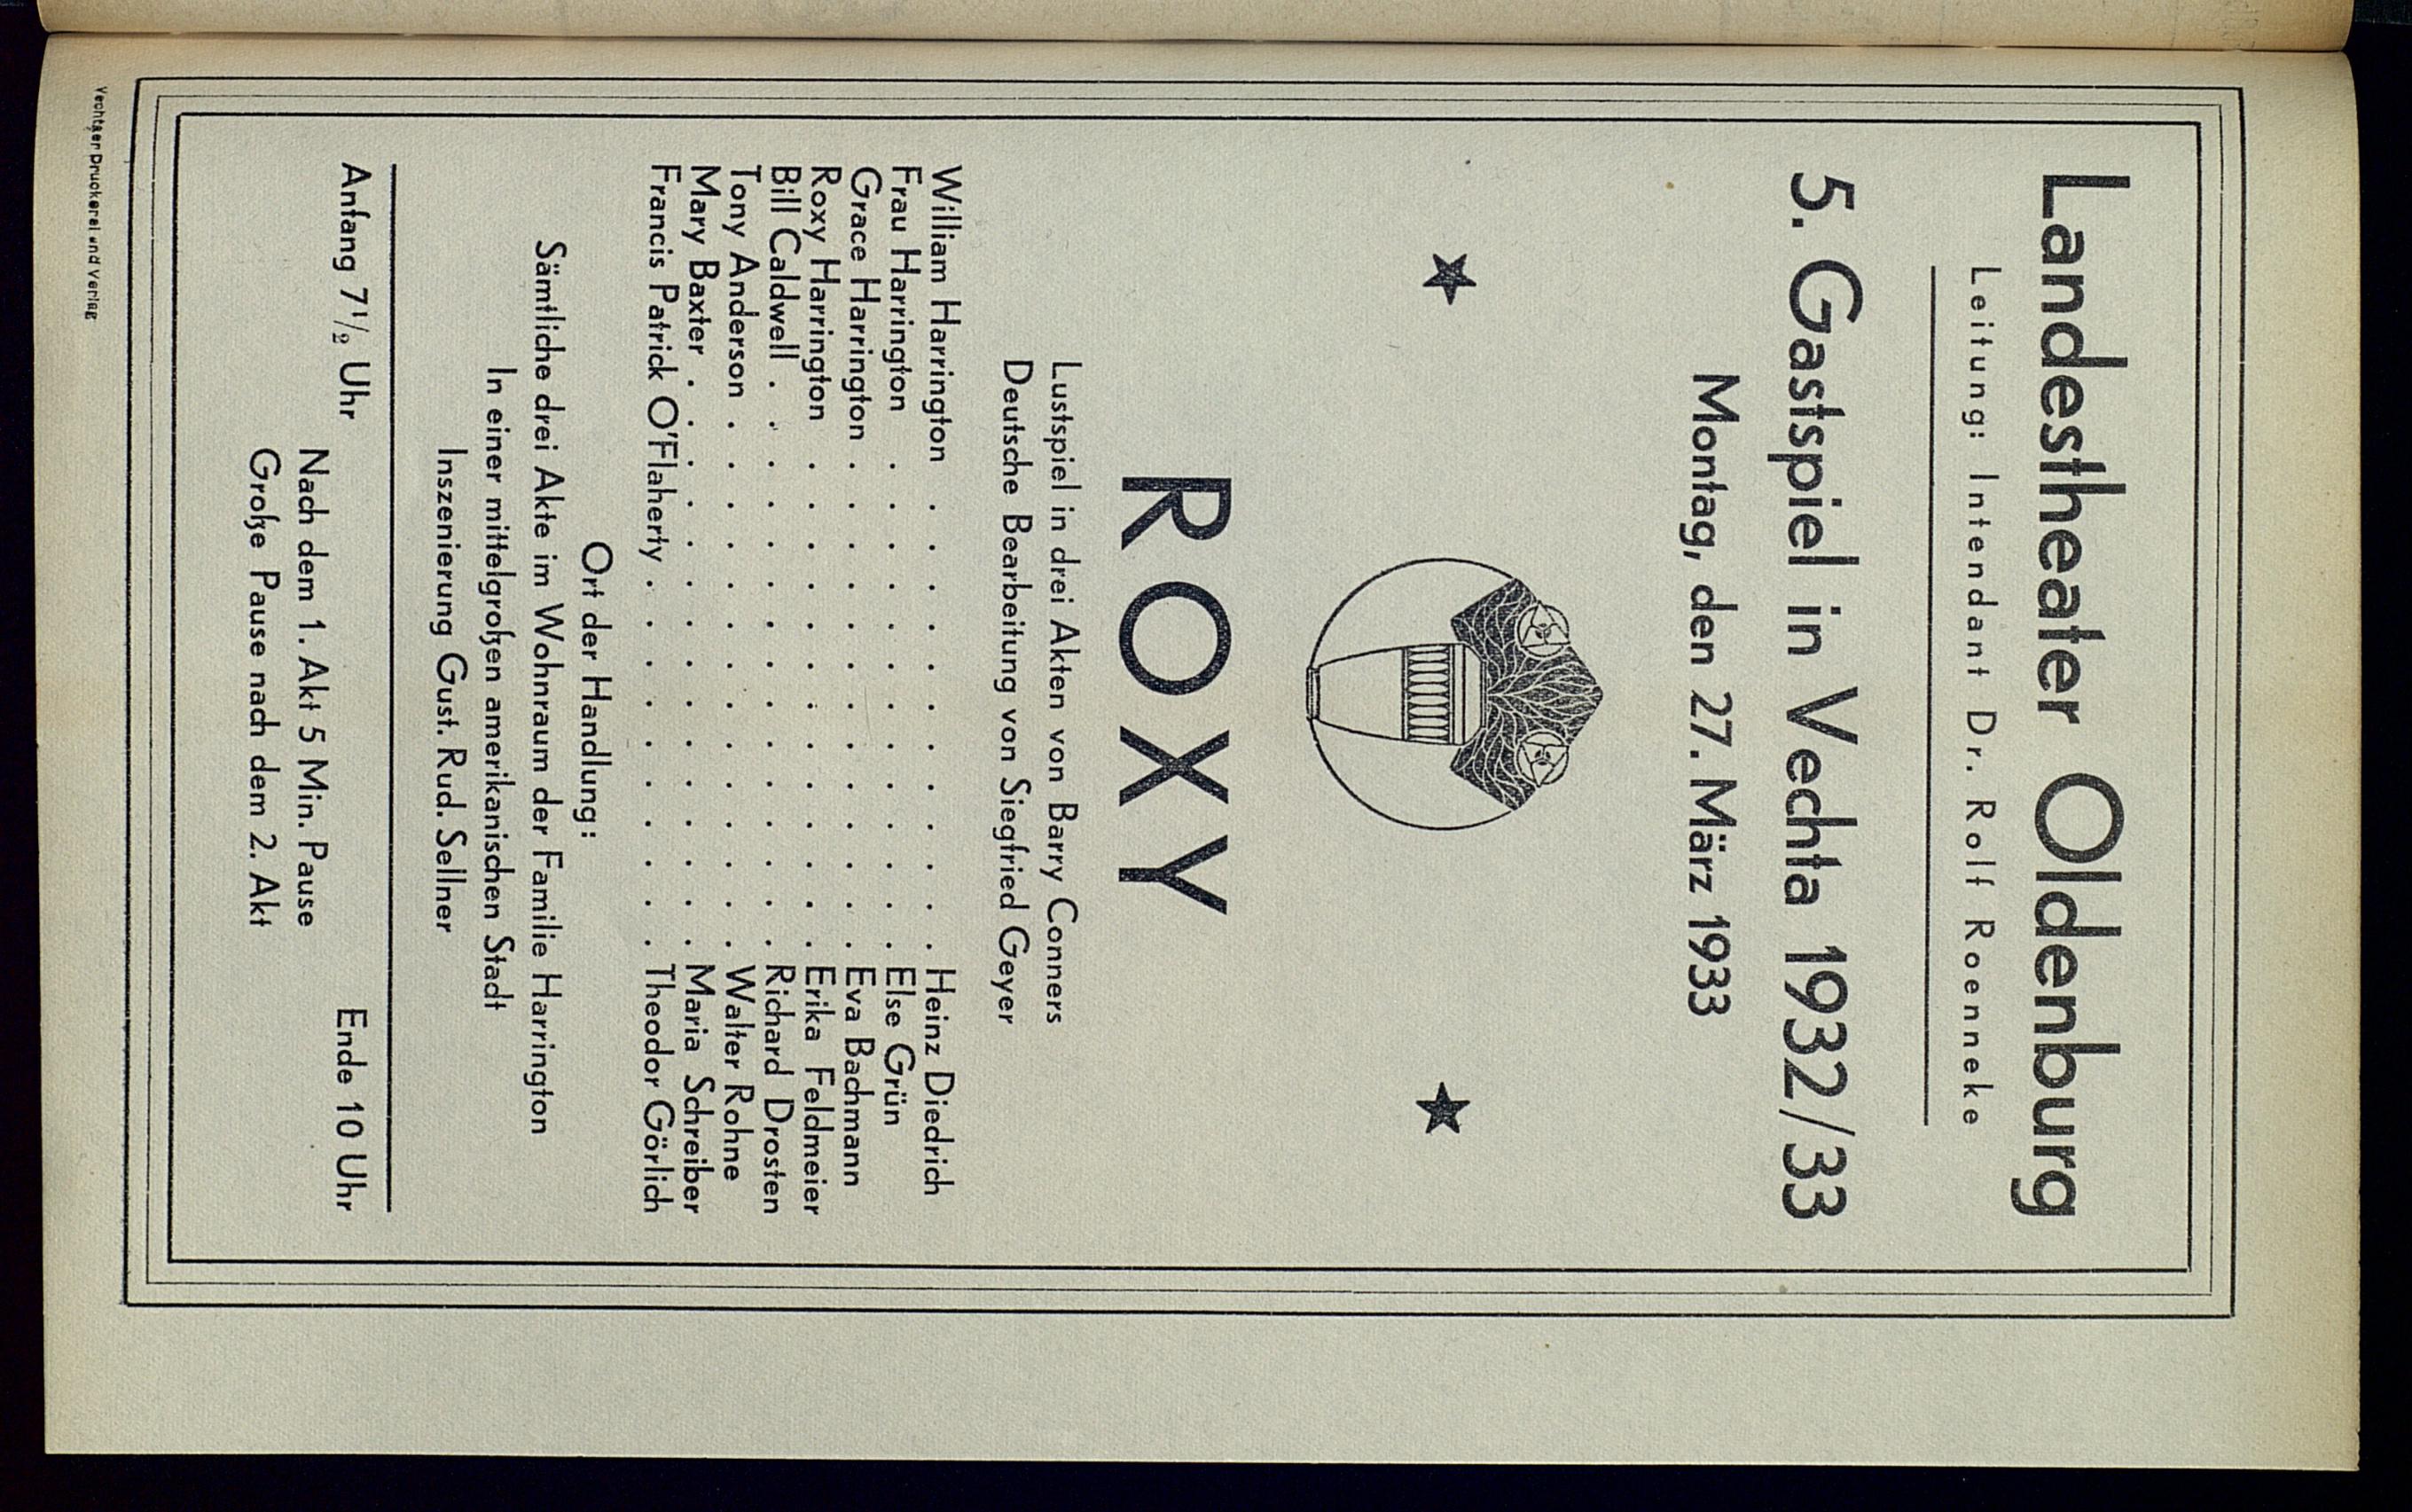 Landestheater Oldenburg
Leitung: Intendant Dr. Rolf Roenneke
5. Gastspiel in Vechta 1932/33
Montag, den 27. März 1933
ROXY
Lustspiel in drei Akten von Barry Conners
Deutsche Bearbeitung von Siegfried Geyer
William Harrington . . . . . . . . . . . . Heinz Diedrich
Frau Harrington . . . . . . . . . . . . . Else Grün
Grace Harrington . . . . . . . . . . . . . Eva Bachmann
Roxy Harrington . . . . . . . . . . . . . Erika Feldmeier
Bill Caldwell . . . . . . . . . . . . . . . Richard Drosten
Tony Anderson . . . . . . . . . . . . . . Walter Rohne
Mary Baxter . . . . . . . . . . . . . . . Maria Schreiber
Francis Patrick O'Flaherty . . . . . . . . . . Theodor Görlich
Ort der Handlung:
Sämtliche drei Akte im Wohnraum der Familie Harrington
In einer mittelgroßen amerikanischen Stadt
Inszenierung Gust. Rud. Sellner
Anfang 7½ Uhr Ende 10 Uhr
Nach dem 1. Akt 5 Min. Pause
Große Pause nach dem 2. Akt
Vechtaer Druckerei und Verlag